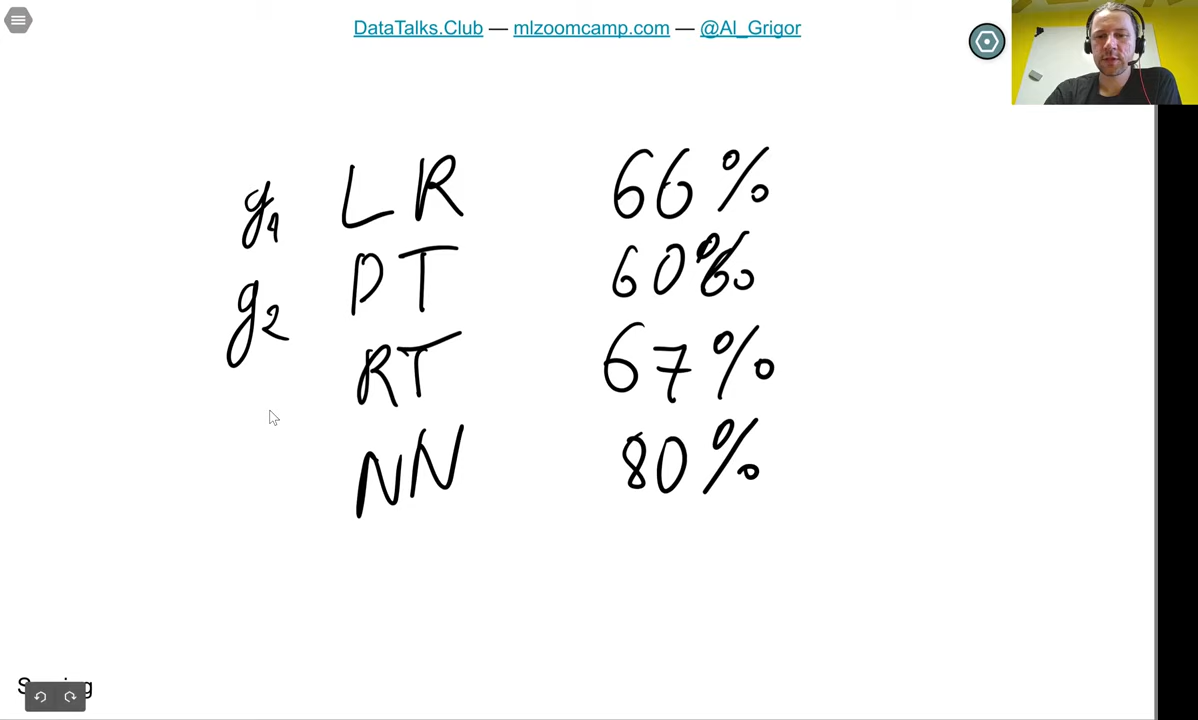 DataTalks.Club — mlzoomcamp.com — @Al_Grigor
g1 LR 66%
g2 DT 60%
RT 67%
NN 80%